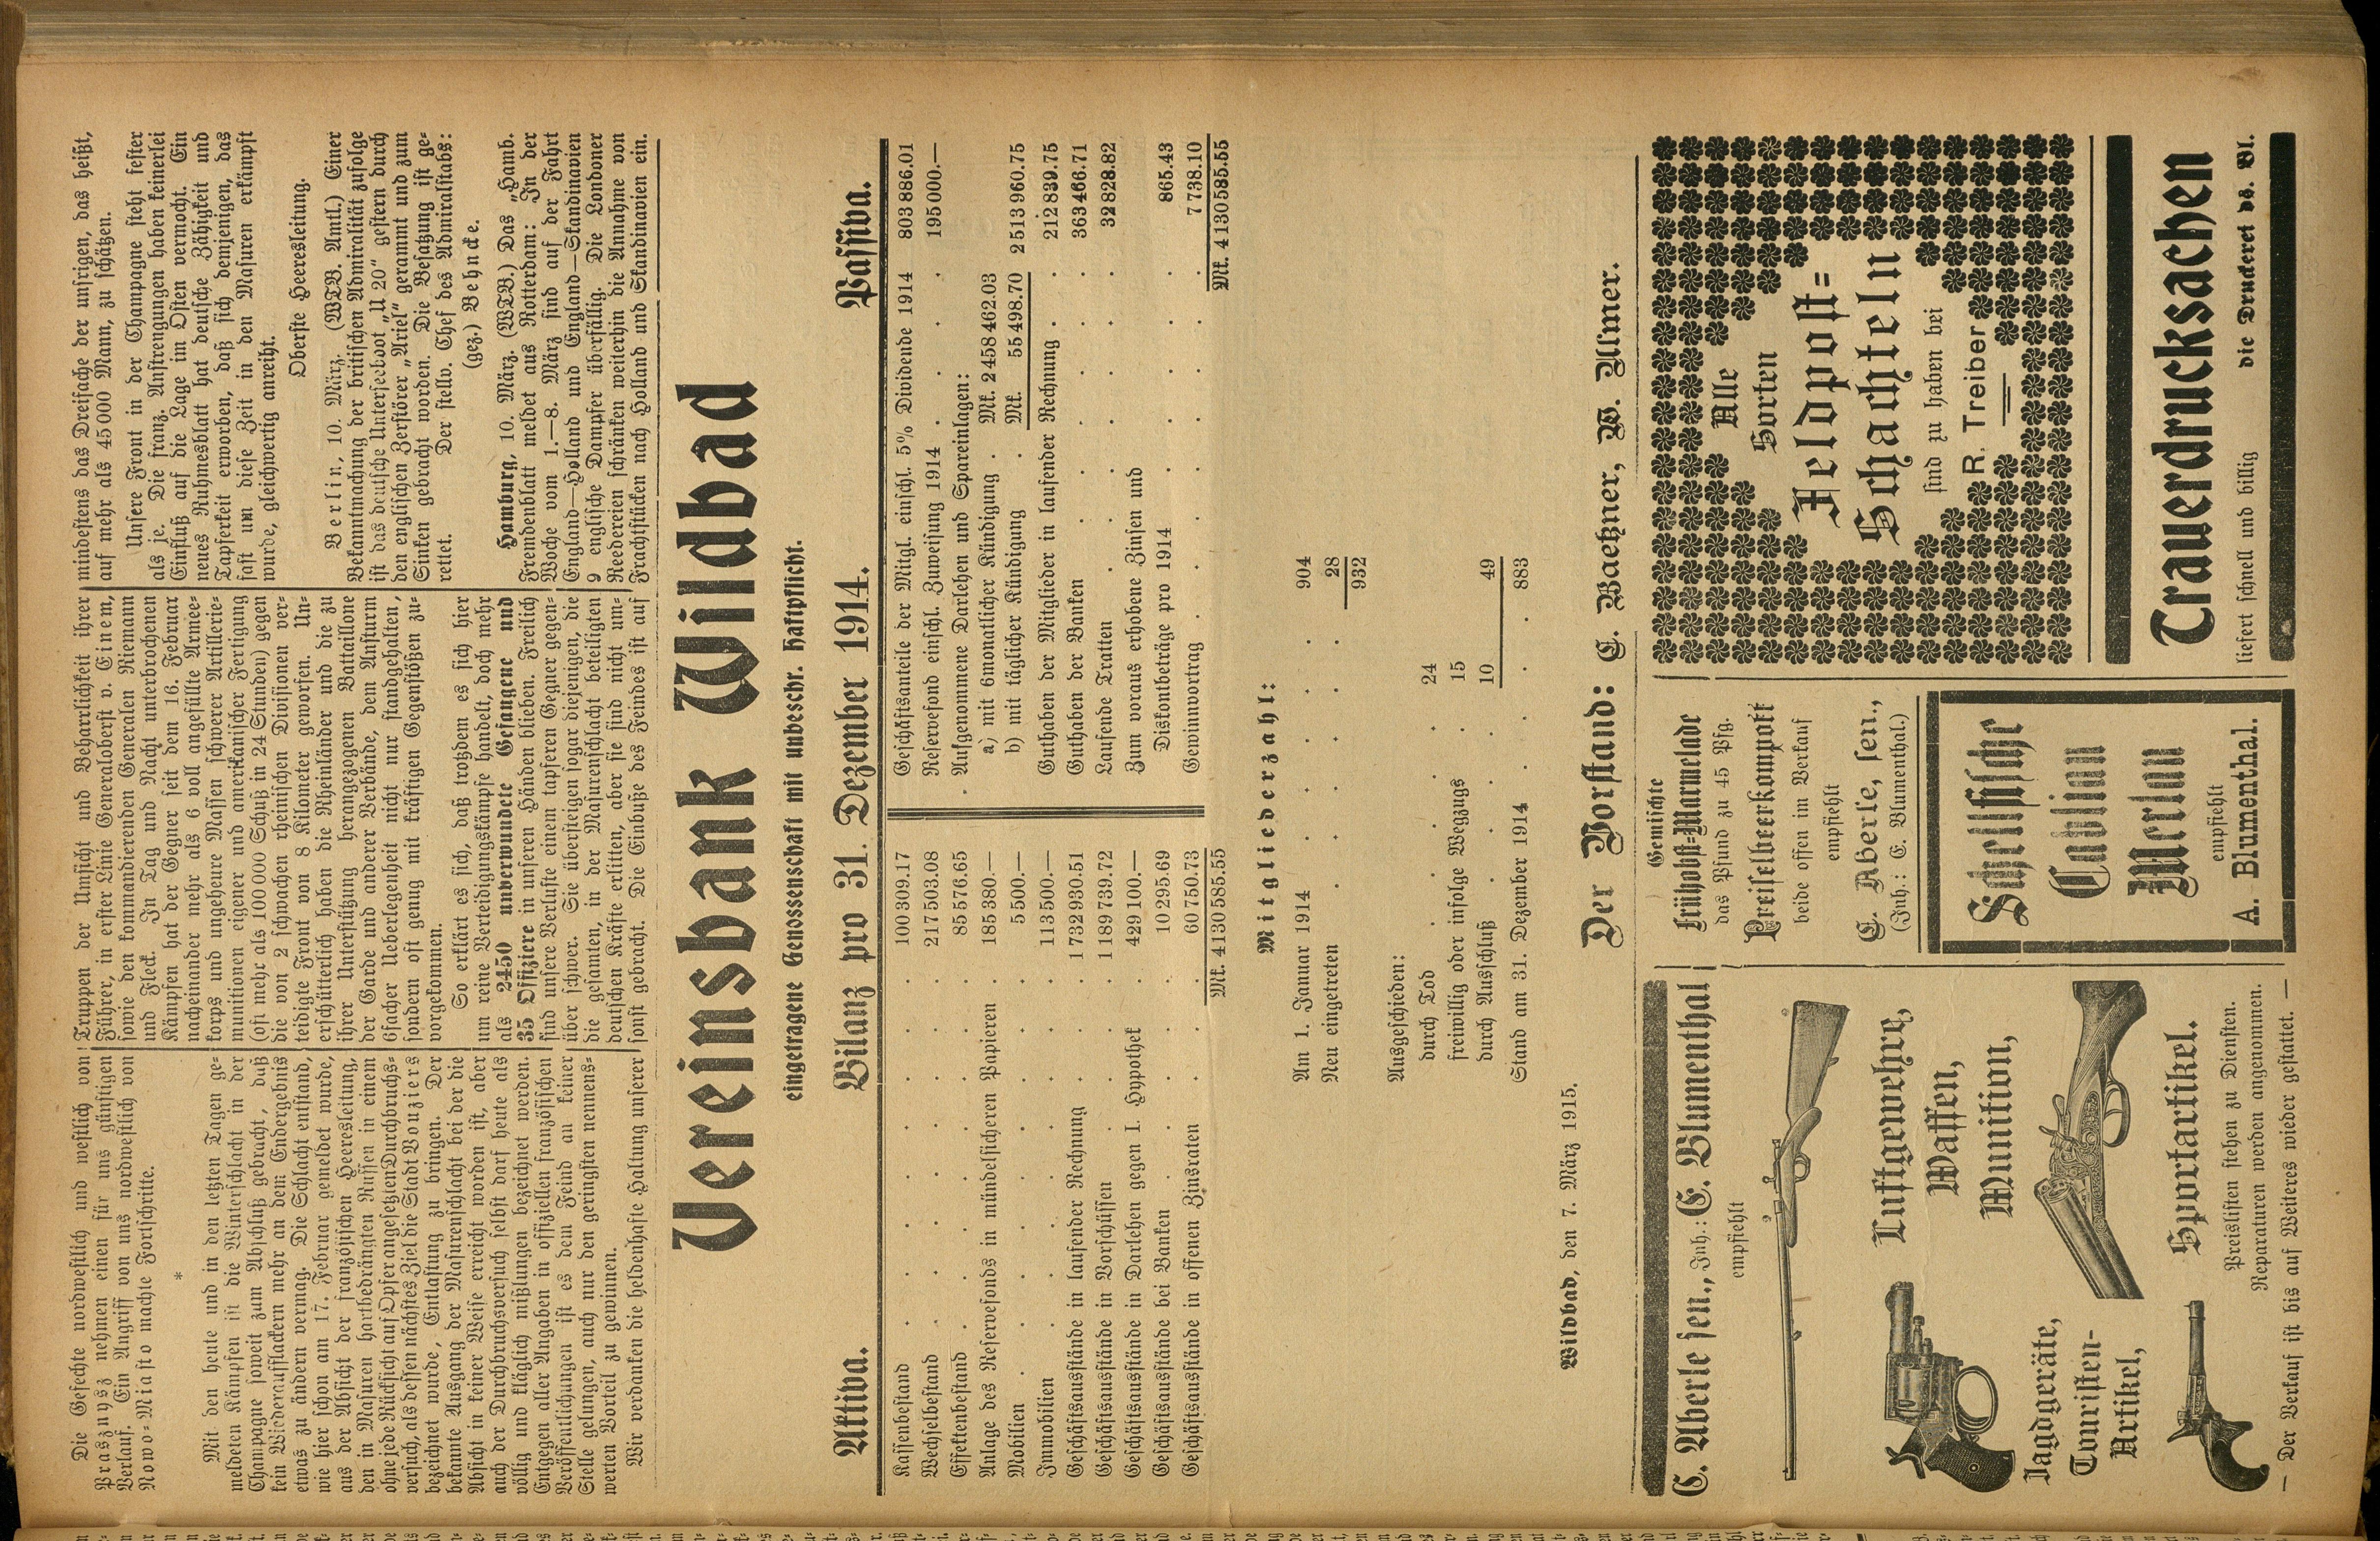 Die Gefechte nordwestlich und westlich von
Prasznysz nehmen einen für uns günstigen
Verlauf. Ein Angriff von uns nordwestlich von
Nowo-Miasto macht Fortschritte.
*
Mit den heute und in den letzten Tagen ge-
meldeten Kämpfen ist die Winterschlacht in der
Champagne soweit zum Abschluß gebracht, daß
kein Wiederaufflackern mehr an dem Endergebnis
etwas zu ändern vermag. Die Schlacht entstand,
wie hier schon am 17. Februar gemeldet wurde,
aus der Absicht der französischen Heeresleitung,
den in Masuren hartbedrängten Russen in einem
ohne jede Rücksicht auf Opfer angesetzten Durchbruchs-
versuch, als dessen nächstes Ziel die Stadt Vouziers
bezeichnet wurde, Entlastung zu bringen. Der
bekannte Ausgang der Masurenschlacht bei der die
Absicht in keiner Weise erreicht worden ist, aber
auch der Durchbruchsversuch selbst darf heute als
völlig und kläglich mißlungen bezeichnet werden.
Entgegen aller Angaben in offiziellen französischen
Veröffentlichungen ist es dem Feind an keiner
Stelle gelungen, auch nur den geringsten nennens-
werten Vorteil zu gewinnen.
Wir verdanken die heldenhafte Haltung unserer
Truppen der Umsicht und Beharrlichkeit ihrer
Führer, in erster Linie Generaloberst v. Einem,
sowie den kommandierenden Generalen Riemann
und Fleck. In Tag und Nacht unterbrochenen
Kämpfen hat der Gegner seit dem 16. Februar
nacheinander mehr als 6 voll angefüllte Armee-
korps und ungeheure Massen schwerer Artillerie-
munitionen eigener und amerikanischer Fertigung
(oft mehr als 100 000 Schuß in 24 Stunden) gegen
die von 2 schwachen rheinischen Divisionen ver-
teidigte Front von 8 Kilometer geworfen. Un-
erschütterlich haben die Rheinländer und die zu
ihrer Unterstützung herangezogenen Battaillone
der Garde und anderer Verbände, dem Ansturm
6facher Ueberlegenheit nicht nur standgehalten,
sondern oft genug mit kräftigen Gegenstößen zu-
vorgekommen.
So erklärt es sich, daß trotzdem es sich hier
um reine Verteidigungskämpfe handelt, doch mehr
als 2450 unverwundete Gefangene und
35 Offiziere in unseren Händen blieben. Freilich
sind unsere Verluste einem tapferen Gegner gegen-
über schwer. Sie übersteigen sogar diejenigen, die
die gesamten, in der Masurenschlacht beteiligten
deutschen Kräfte erlitten, aber sie sind nicht um-
sonst gebracht. Die Einbuße des Feindes ist auf
mindestens das Dreifache der unsrigen, das heißt,
auf mehr als 45 000 Mann, zu schätzen.
Unsere Front in der Champagne steht fester
als je. Die franz. Anstrengungen haben keinerlei
Einfluß auf die Lage im Osten vermocht. Ein
neues Ruhmesblatt hat deutsche Zähigkeit und
Tapferkeit erworben, daß sich demjenigen, das
fast um diese Zeit in den Masuren erkämpft
wurde, gleichwertig anreiht.
Oberste Heeresleitung.
Berlin, 10. März. (WTB. Amtl.) Einer
Bekanntmachung der britischen Admiralität zufolge
ist das deutsche Unterseeboot „U 20“ gestern durch
den englischen Zerstörer „Ariel“ gerammt und zum
Sinken gebracht worden. Die Besatzung ist ge-
rettet. Der stellv. Chef des Admiralstabs:
(gez.) Behncke.
Hamburg, 10. März. (WTB.) Das „Hamb.
Fremdenblatt meldet aus Rotterdam: In der
Woche vom 1.—8. März sind auf der Fahrt
England—Holland und England—Skandinavien
9 englische Dampfer überfällig. Die Londoner
Reedereien schränken weiterhin die Annahme von
Frachtstücken nach Holland und Skandinavien ein.
Vereinsbank Wildbad
eingetragene Genossenschaft mit unbeschr. Haftpflicht.
Aktiva. Bilanz pro 31. Dezember 1914. Passiva.
Kassenbestand . . . . . 100 309.17
Wechselbestand . . . . . 217 503.08
Effektenbestand . . . . . 85 576.65
Anlage des Reservefonds in mündelsicheren Papieren . 185 380.—
Mobilien . . . . . 5 500.—
Immobilien . . . . . 113 500.—
Geschäftsausstände in laufender Rechnung . . . 1 732 930.51
Geschäftsausstände in Vorschüssen . . . 1 189 739.72
Geschäftsausstände in Darlehen gegen I. Hypothek . 429 100.—
Geschäftsausstände bei Banken . . . 10 295.69
Geschäftsausstände in offenen Zinsraten . . . 60 750.73
Mk. 4130 585.55
Geschäftsanteile der Mitgl. einschl. 5% Dividende 1914 803 886.01
Reservefond einschl. Zuweisung 1914 . . . . 195 000.—
Aufgenommene Darlehen und Spareinlagen:
a) mit 6monatlicher Kündigung . Mk. 2 458 462.03
b) mit täglicher Kündigung . Mk. 55 498.70 2 513 960.75
Guthaben der Mitglieder in laufender Rechnung . . 212 839.75
Guthaben der Banken . . . . 363 466.71
Laufende Tratten . . . . 32 828.82
Zum voraus erhobene Zinsen und
Diskontbeträge pro 1914 . . . . 865.43
Gewinnvortrag . . . . 7 738.10
Mk. 4130 585.55
Mitgliederzahl:
Am 1. Januar 1914 . . . . 904
Neu eingetreten . . . . 28
932
Ausgeschieden:
durch Tod . . . . 24
freiwillig oder infolge Wegzugs . 15
durch Ausschluß . . . 10 49
Stand am 31. Dezember 1914 . . . 883
Wildbad, den 7. März 1915.
Der Vorstand: C. Baetzner, W. Ulmer.
C. Aberle sen., Inh.: E. Blumenthal
empfiehlt
Luftgewehre,
Waffen,
Munition,
Jagdgeräte,
Touristen-
Artikel,
Sportartikel.
Preislisten stehen zu Diensten.
Reparaturen werden angenommen.
— Der Verkauf ist bis auf Weiteres wieder gestattet. —
Gemischte
Frühobst-Marmelade
das Pfund zu 45 Pfg.
Preiselbeerkompott
beide offen im Verkauf
empfiehlt
C. Aberle, sen.,
(Inh.: E. Blumenthal.)
Schellfische
Cablian
Merlan
empfiehlt
A. Blumenthal.
Alle
Sorten
Feldpost-
Schachteln
sind zu haben bei
R. Treiber
Trauerdrucksachen
liefert schnell und billig die Druckerei ds. Bl.